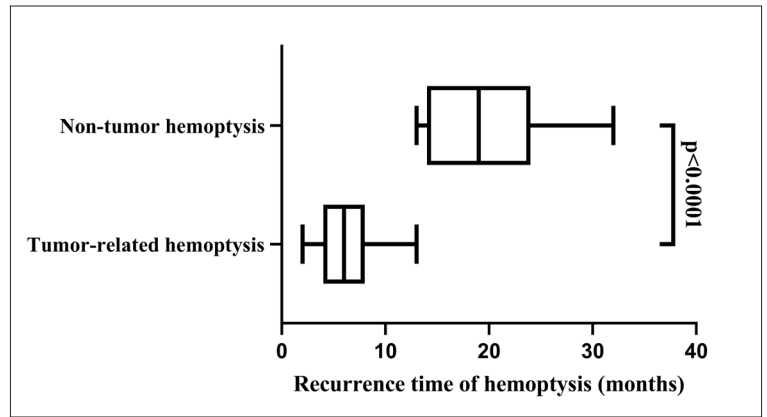 Non-tumor hemoptysis
p<0.0001
Tumor-related hemoptysis
0 10 20 30 40
Recurrence time of hemoptysis (months)